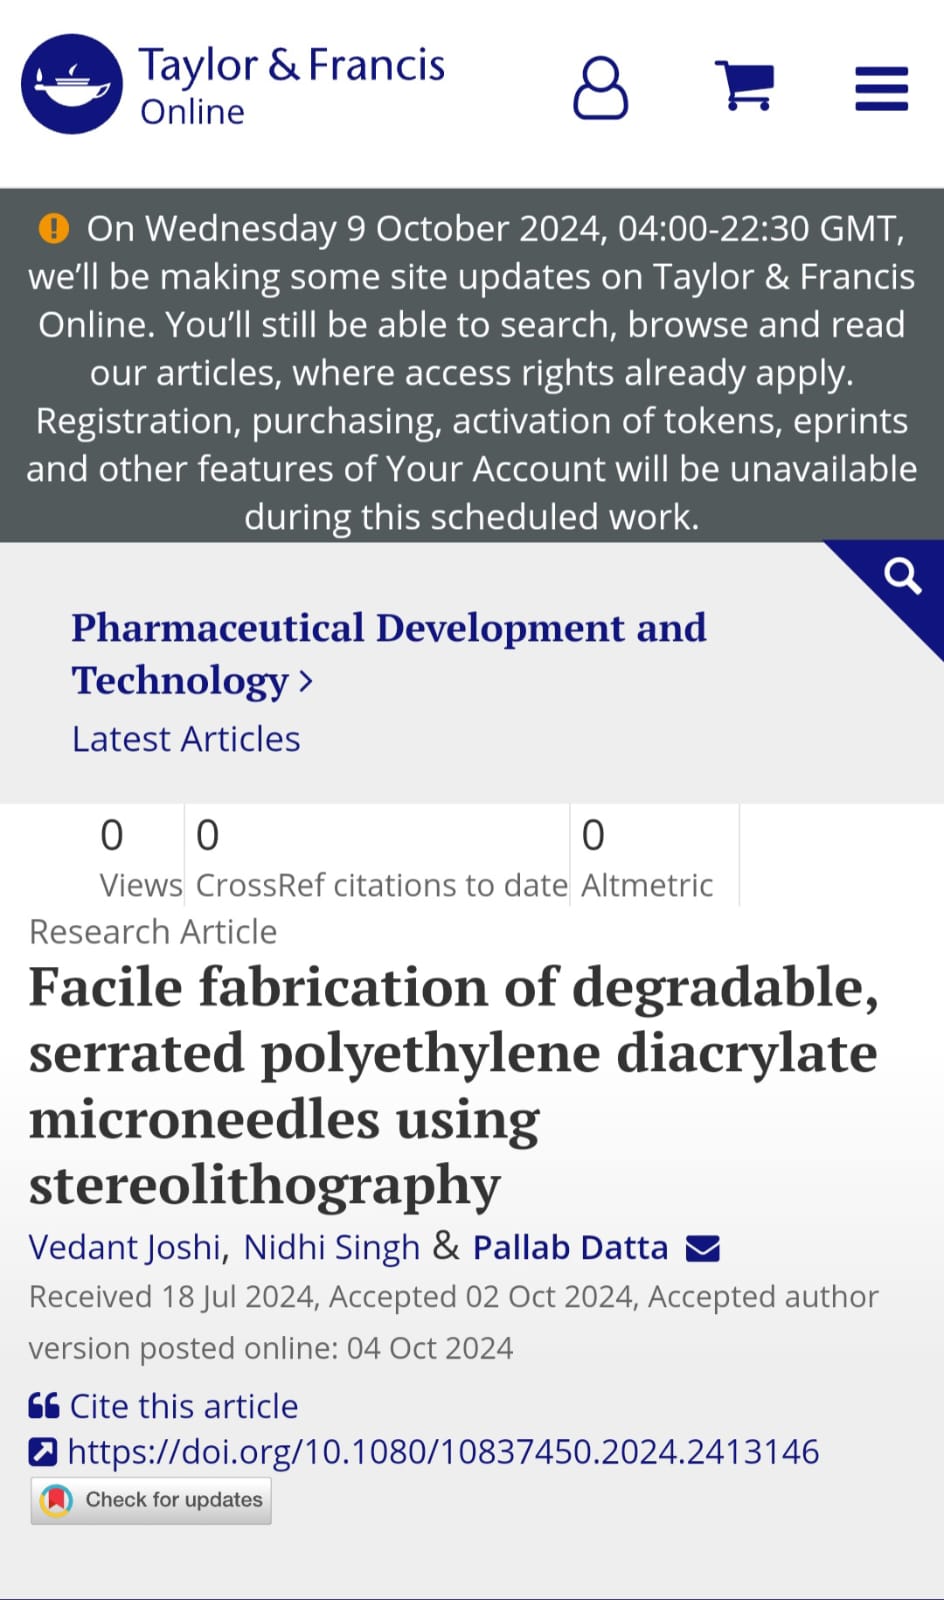 Taylor & Francis
Online
On Wednesday 9 October 2024, 04:00-22:30 GMT,
we’ll be making some site updates on Taylor & Francis
Online. You’ll still be able to search, browse and read
our articles, where access rights already apply.
Registration, purchasing, activation of tokens, eprints
and other features of Your Account will be unavailable
during this scheduled work.
Pharmaceutical Development and
Technology >
Latest Articles
0 0 0
Views CrossRef citations to date Altmetric
Research Article
Facile fabrication of degradable,
serrated polyethylene diacrylate
microneedles using
stereolithography
Vedant Joshi, Nidhi Singh & Pallab Datta
Received 18 Jul 2024, Accepted 02 Oct 2024, Accepted author
version posted online: 04 Oct 2024
Cite this article
https://doi.org/10.1080/10837450.2024.2413146
Check for updates